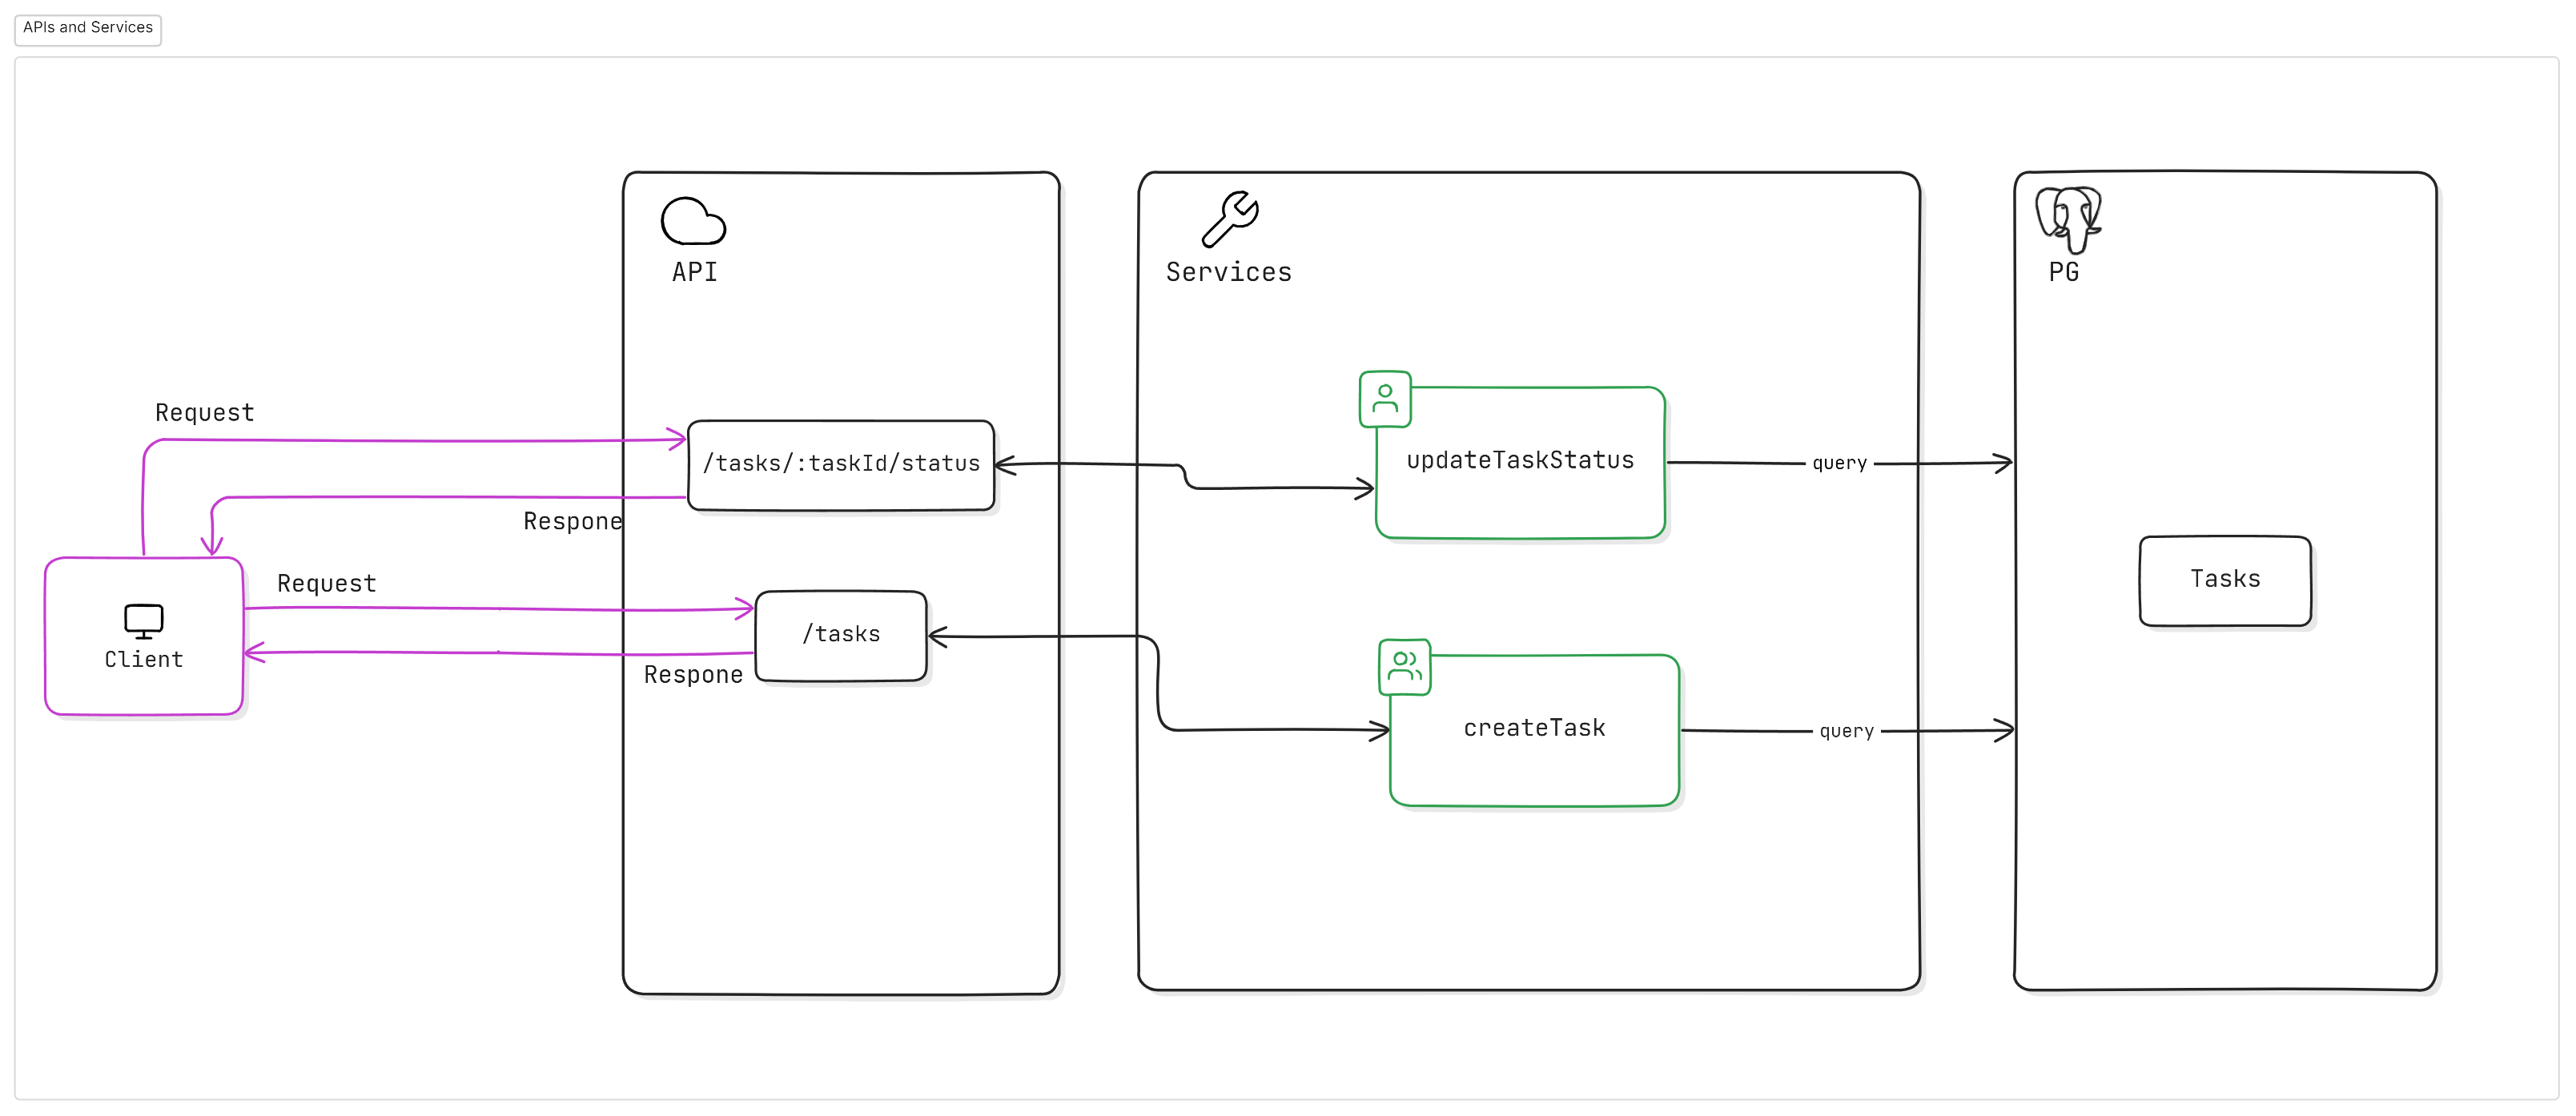 APIs and Services
API
Services
PG
Request
/tasks/:taskId/status
updateTaskStatus
query
Respone
Request
Tasks
/tasks
Client
Respone
createTask
query